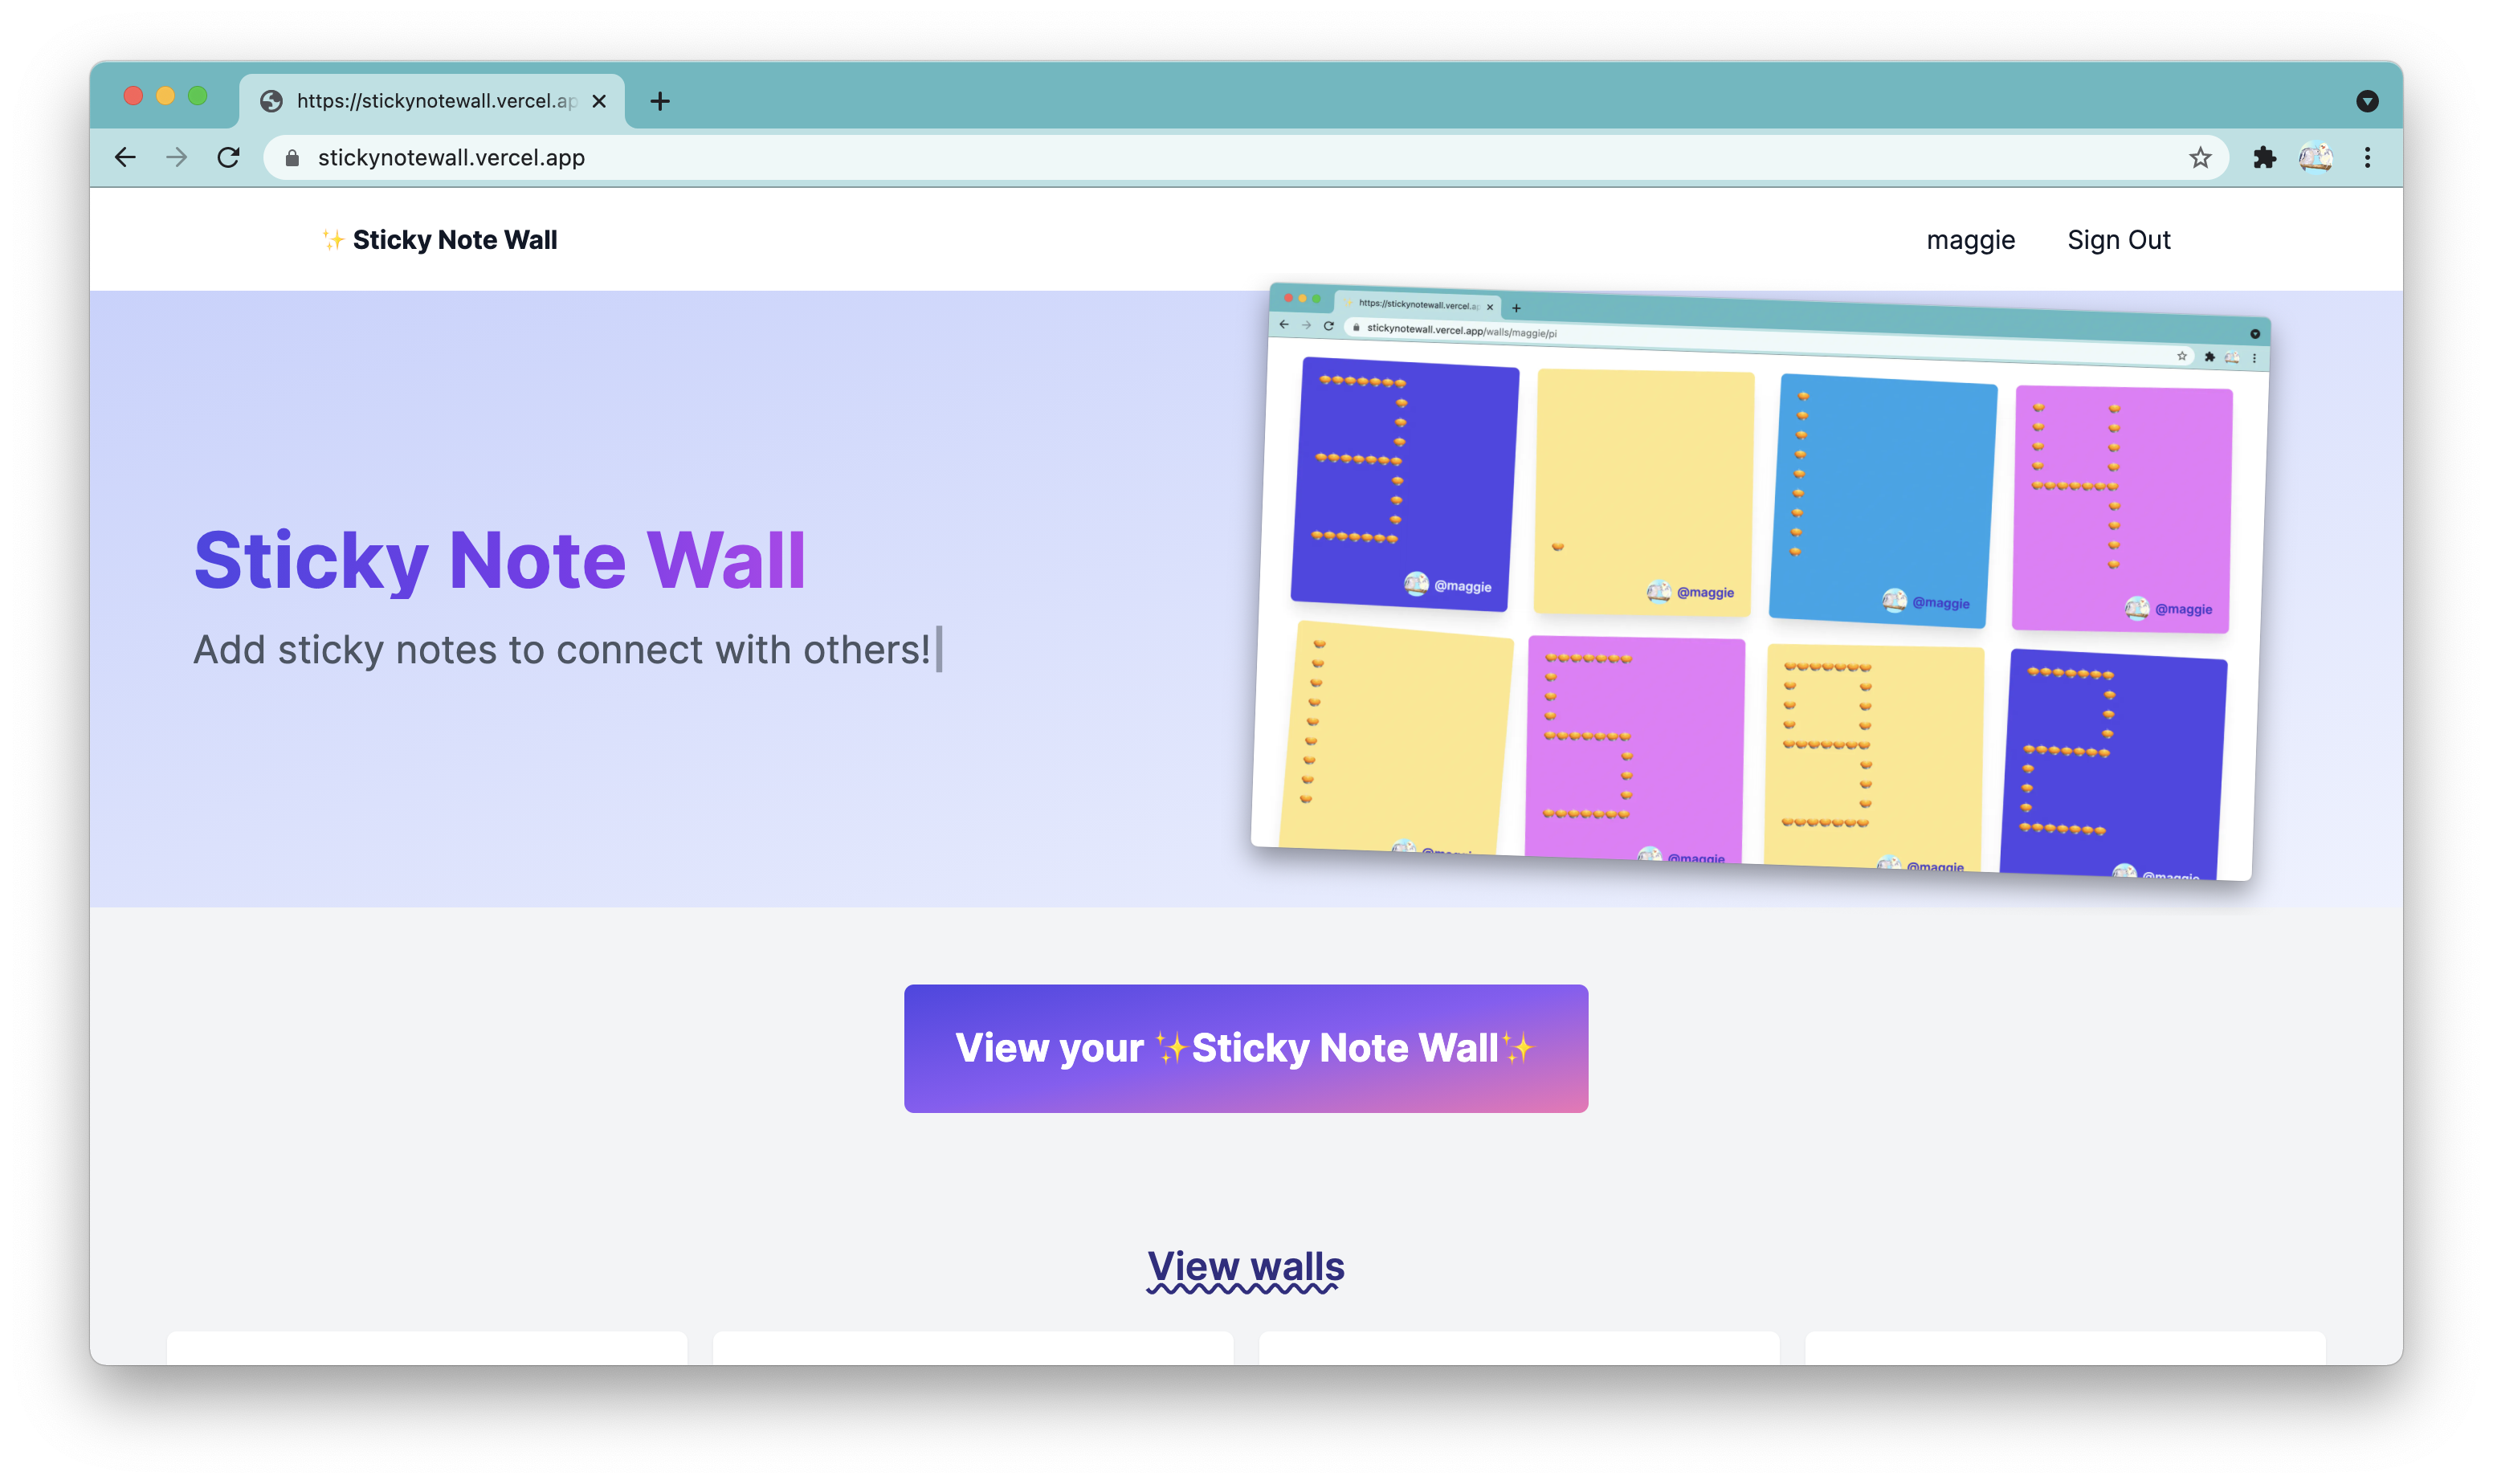 https://stickynotewall.vercel.ap
stickynotewall.vercel.app
✨ Sticky Note Wall
maggie
Sign Out
Sticky Note Wall
Add sticky notes to connect with others!
https://stickynotewall.vercel.ap
stickynotewall.vercel.app/walls/maggie/pi
@maggie
@maggie
@maggie
@maggie
@maggie
@maggie
@maggie
@maggie
View your ✨Sticky Note Wall✨
View walls